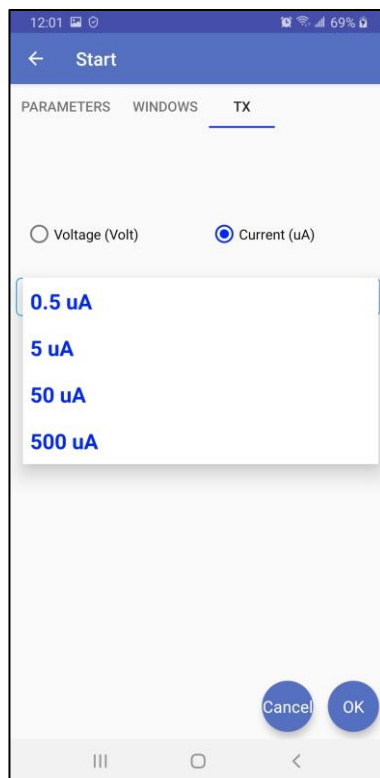 12:01 69%
Start
PARAMETERS WINDOWS TX
Voltage (Volt) Current (uA)
0.5 uA
5 uA
50 uA
500 uA
Cancel OK